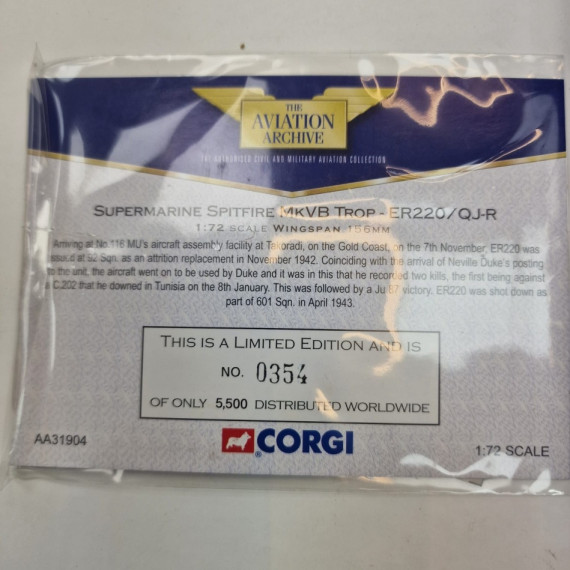 THE
AVIATION
ARCHIVE
THE AUTHORISED CIVIL AND MILITARY AVIATION COLLECTION
SUPERMARINE SPITFIRE MKVB TROP - ER220/QJ-R
1:72 SCALE WINGSPAN 156MM
Arriving at No.116 MU's aircraft assembly facility at Takoradi, on the Gold Coast, on the 7th November, ER220 was
issued at 92 Sqn. as an attrition replacement in November 1942. Coinciding with the arrival of Neville Duke's posting
to the unit, the aircraft went on to be used by Duke and it was in this that he recorded two kills, the first being against
a C.202 that he downed in Tunisia on the 8th January. This was followed by a Ju 87 victory. ER220 was shot down as
part of 601 Sqn. in April 1943.
THIS IS A LIMITED EDITION AND IS
NO. 0354
OF ONLY 5,500 DISTRIBUTED WORLDWIDE
AA31904
CORGI
®
1:72 SCALE